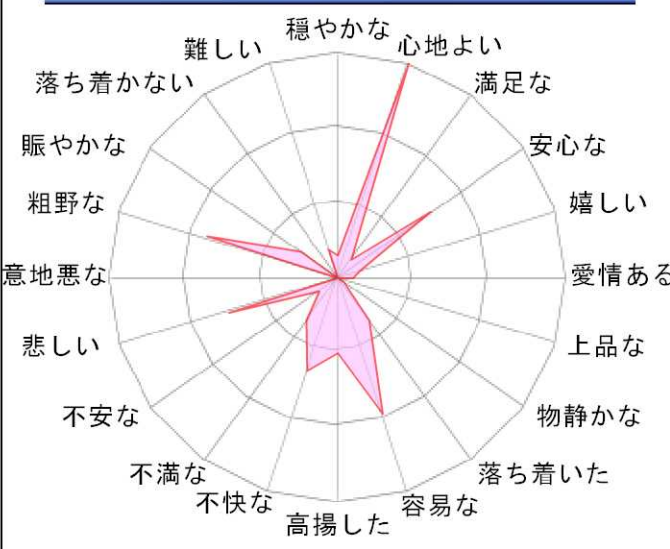 穏やかな
心地よい
満足な
安心な
嬉しい
愛情ある
上品な
物静かな
落ち着いた
容易な
高揚した
不快な
不満な
不安な
悲しい
意地悪な
粗野な
賑やかな
落ち着かない
難しい